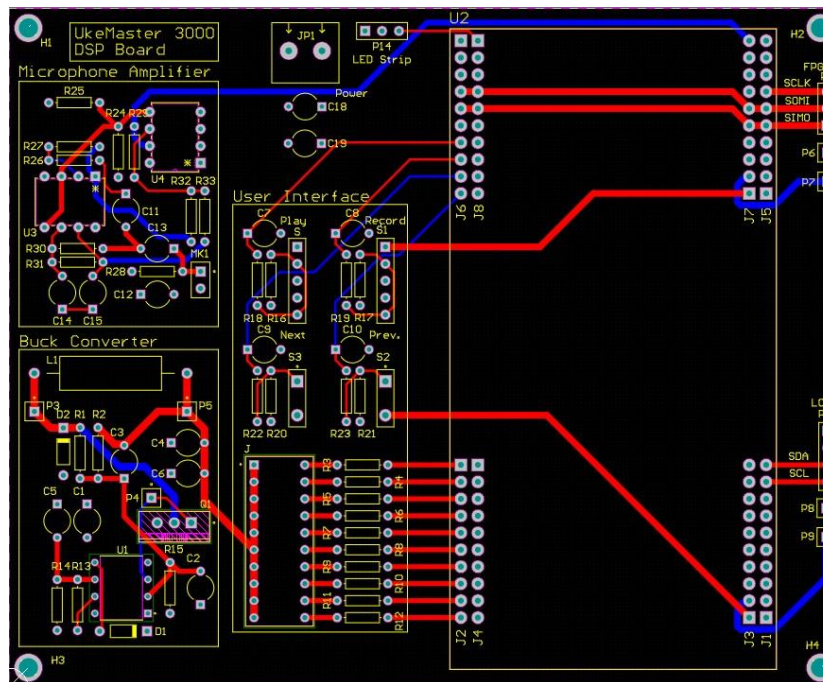 UkeMaster 3000
DSP Board
H1
JP1
P14
LED Strip
U2
H2
Microphone Amplifier
Power
C18
C19
R25
R24
R29
R27
R26
U4
R32
R33
C11
U3
C13
R30
R31
R28
MK1
C12
C14
C15
SCLK
SOMI
SIMO
P6
P7
J6
J8
J7
J5
User Interface
C7
Play
S
C8
Record
S1
R18
R16
R19
R17
C9
Next
C10
Prev.
S3
S2
R22
R20
R23
R21
Buck Converter
L1
P3
P5
D2
R1
R2
C3
C4
C6
P4
Q1
C5
C1
U1
R15
C2
R14
R13
D1
H3
J
R3
R4
R5
R6
R7
R8
R9
R10
R11
R12
J2
J4
J3
J1
SDA
SCL
P8
P9
H4